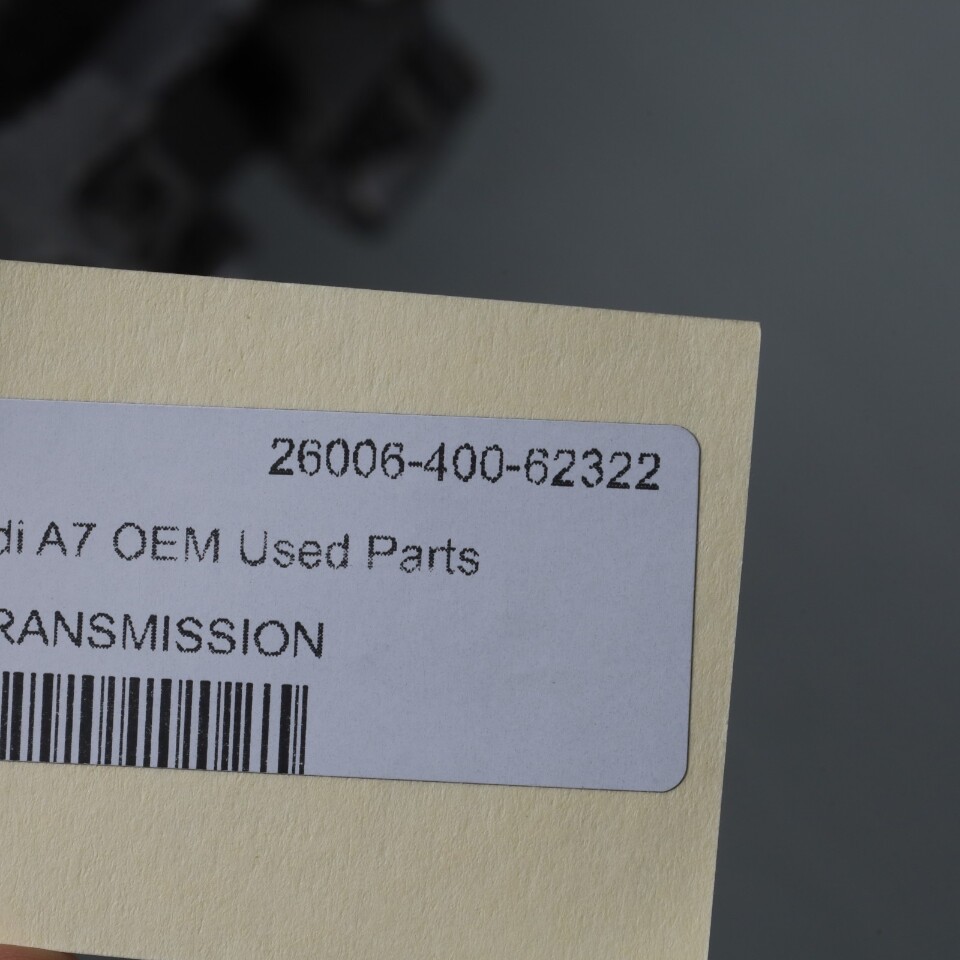 26006-400-62322
di A7 OEM Used Parts
RANSMISSION